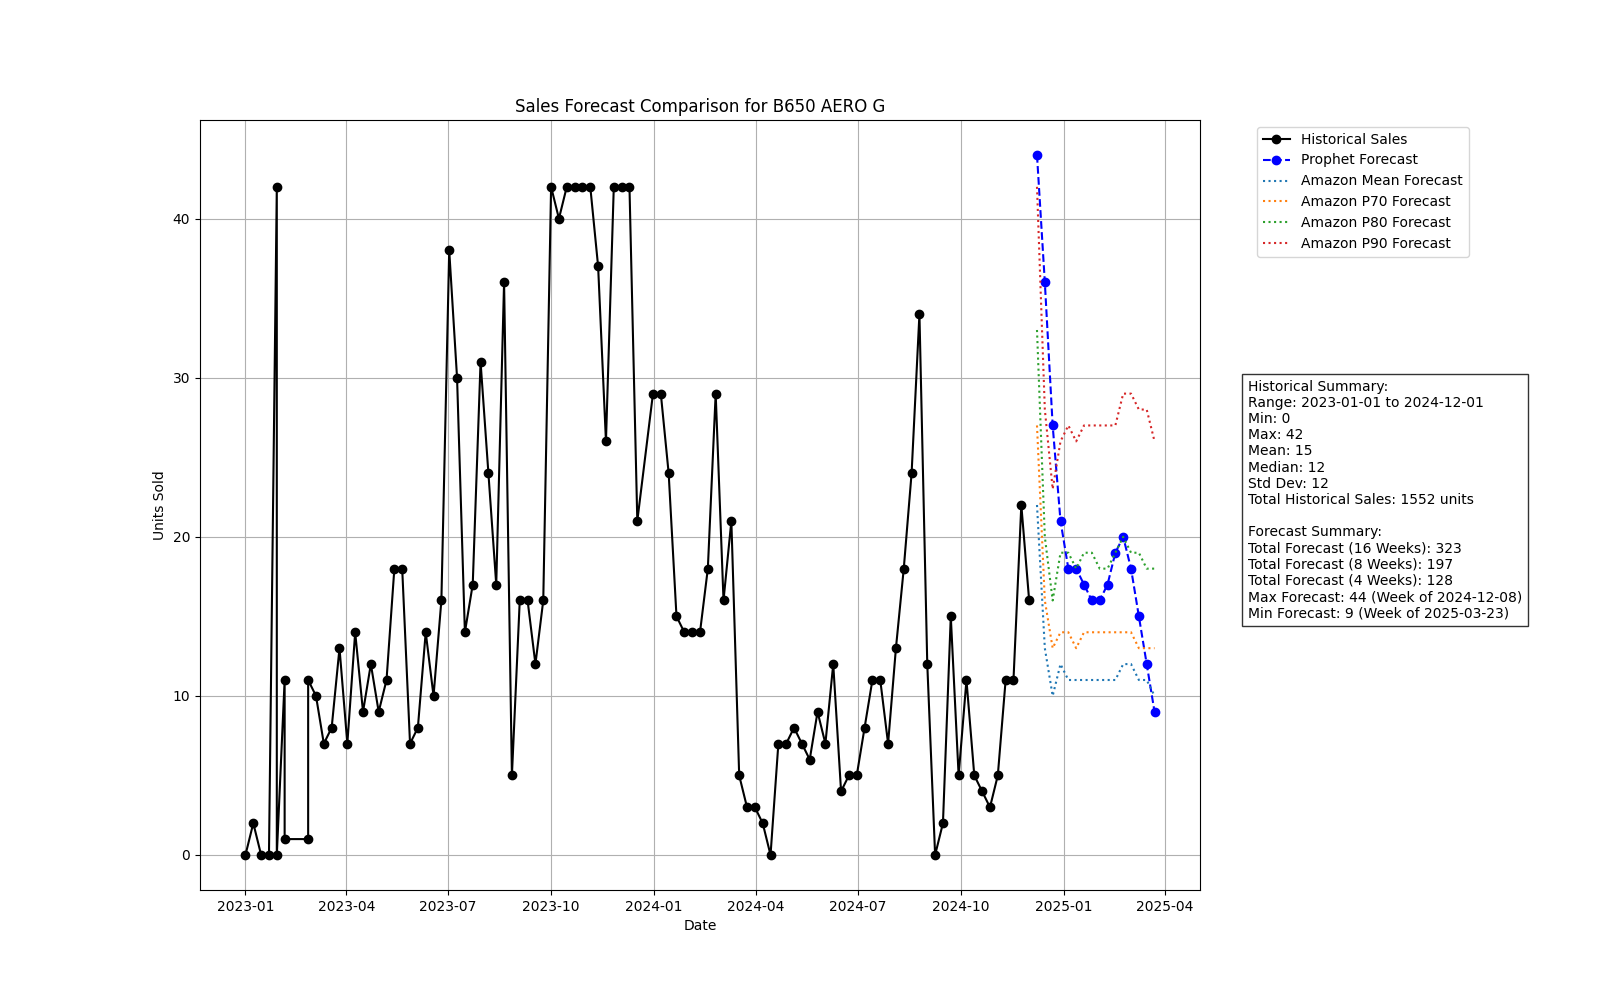 Sales Forecast Comparison for B650 AERO G
Historical Sales
Prophet Forecast
Amazon Mean Forecast
Amazon P70 Forecast
Amazon P80 Forecast
Amazon P90 Forecast
Units Sold
40
30
20
10
0
Historical Summary:
Range: 2023-01-01 to 2024-12-01
Min: 0
Max: 42
Mean: 15
Median: 12
Std Dev: 12
Total Historical Sales: 1552 units
Forecast Summary:
Total Forecast (16 Weeks): 323
Total Forecast (8 Weeks): 197
Total Forecast (4 Weeks): 128
Max Forecast: 44 (Week of 2024-12-08)
Min Forecast: 9 (Week of 2025-03-23)
2023-01 2023-04 2023-07 2023-10 2024-01 2024-04 2024-07 2024-10 2025-01 2025-04
Date